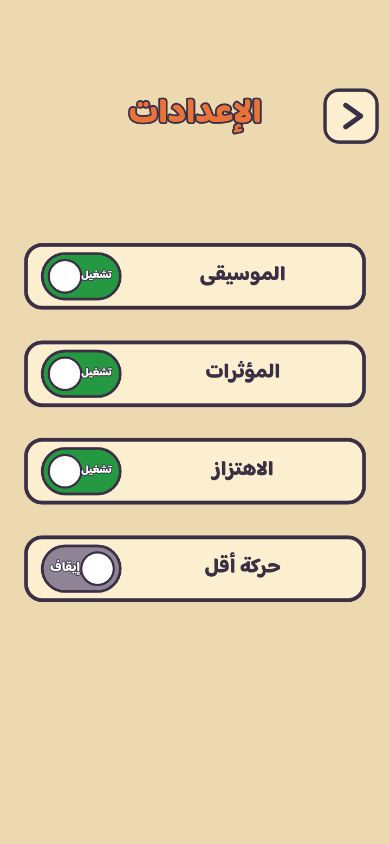 الإعدادات
الموسيقى
تشغيل
المؤثرات
تشغيل
الاهتزاز
تشغيل
حركة أقل
إيقاف